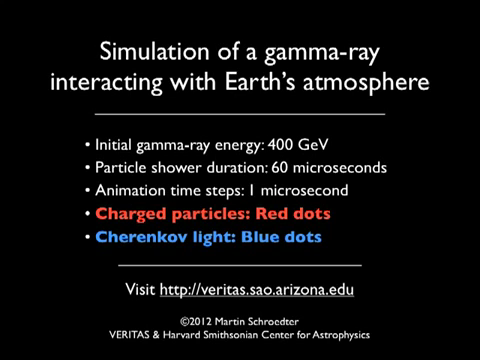 Simulation of a gamma-ray
interacting with Earth's atmosphere
• Initial gamma-ray energy: 400 GeV
• Particle shower duration: 60 microseconds
• Animation time steps: 1 microsecond
• Charged particles: Red dots
• Cherenkov light: Blue dots
Visit http://veritas.sao.arizona.edu
©2012 Martin Schroedter
VERITAS & Harvard Smithsonian Center for Astrophysics